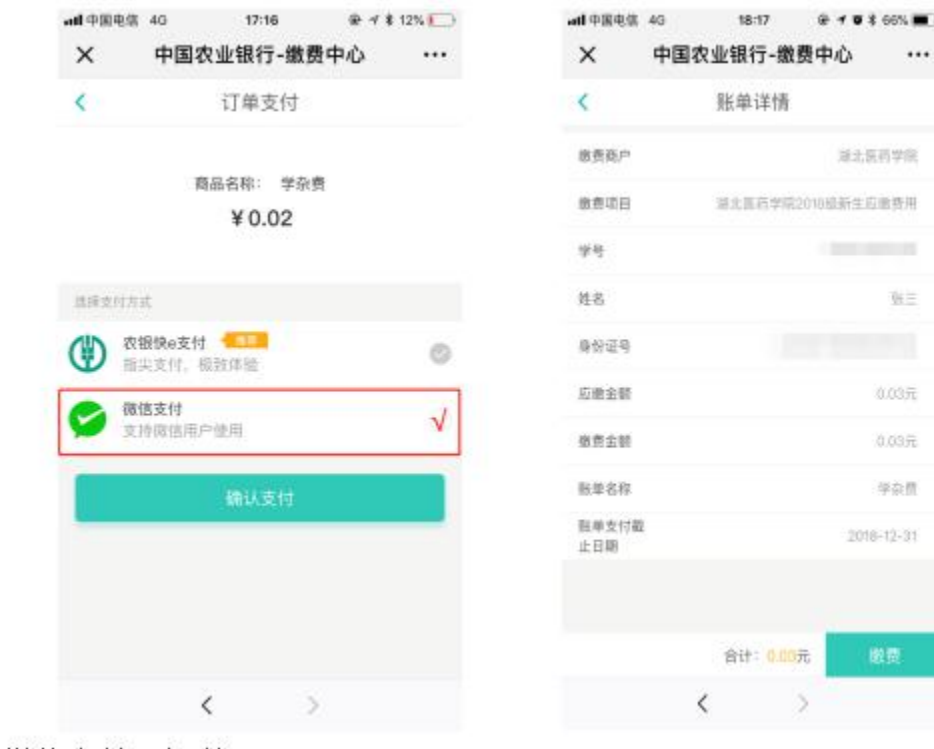 中国电信 4G 17:16 12%
中国农业银行-缴费中心
订单支付
商品名称: 学杂费
¥0.02
选择支付方式
农银快e支付 推荐
指尖支付,极致体验
微信支付
支持微信用户使用
√
确认支付
中国电信 4G 18:17 66%
中国农业银行-缴费中心
账单详情
缴费商户 湖北医药学院
缴费项目 湖北医药学院2018级新生应缴费用
学号
姓名 张三
身份证号
应缴金额 0.03元
缴费金额 0.03元
账单名称 学杂费
账单支付截
止日期 2018-12-31
合计: 元 缴费